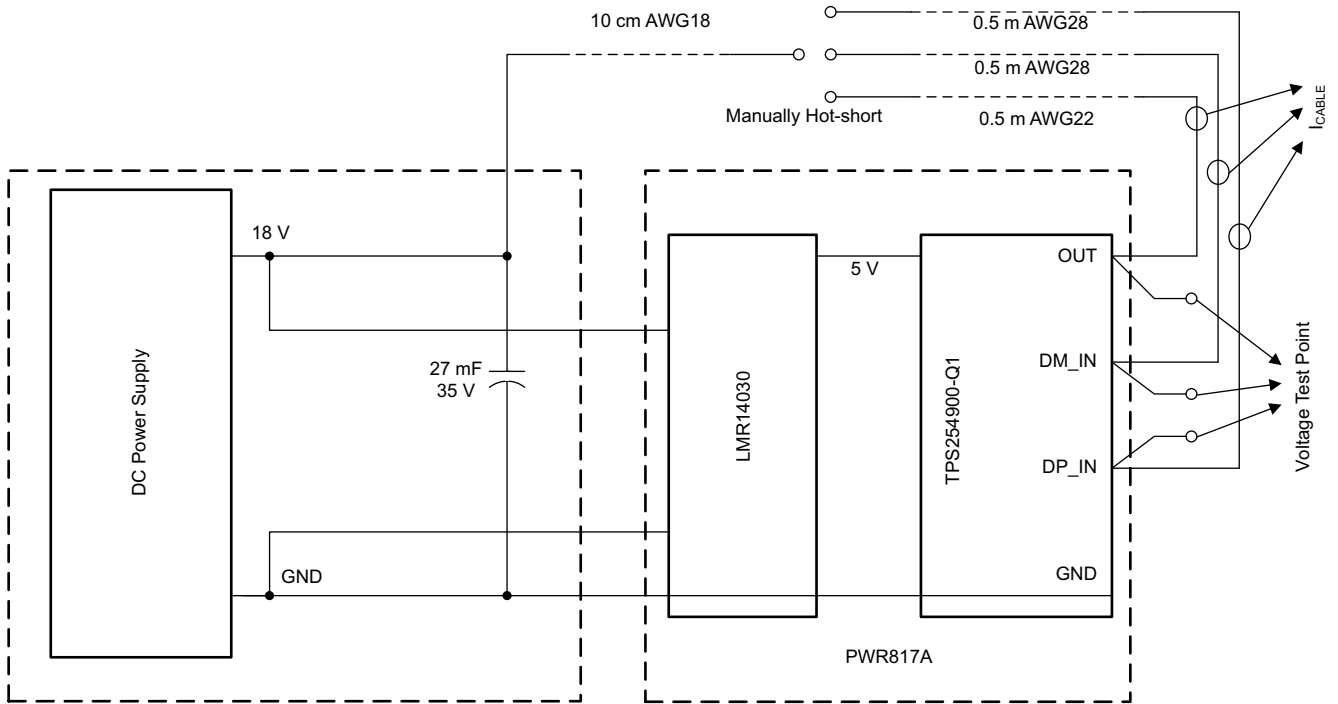 10 cm AWG18
0.5 m AWG28
0.5 m AWG28
Manually Hot-short
0.5 m AWG22
I CABLE
18 V
5 V
OUT
DC Power Supply
27 mF
35 V
LMR14030
TPS254900-Q1
DM_IN
Voltage Test Point
DP_IN
GND
GND
PWR817A